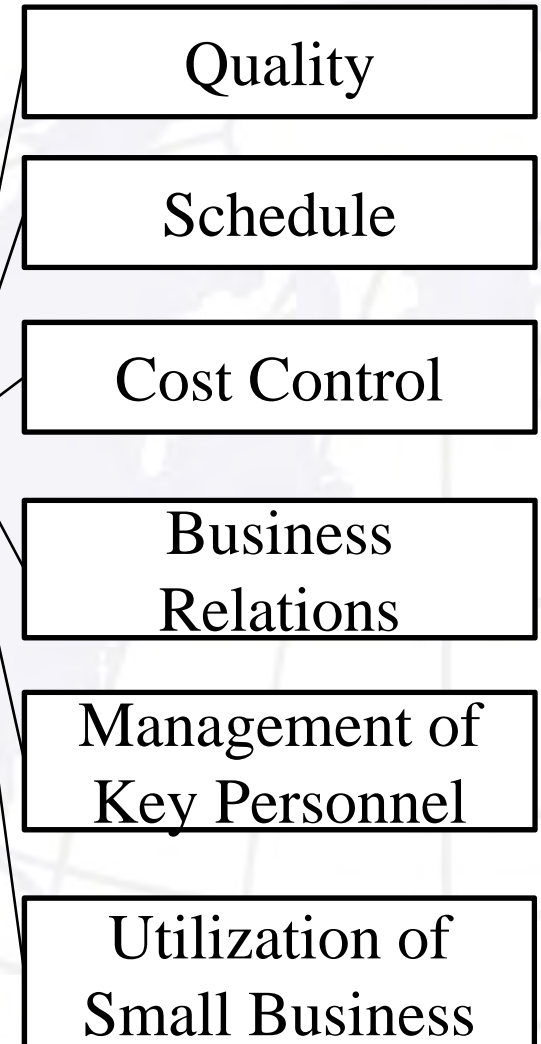 Quality
Schedule
Cost Control
Business
Relations
Management of
Key Personnel
Utilization of
Small Business